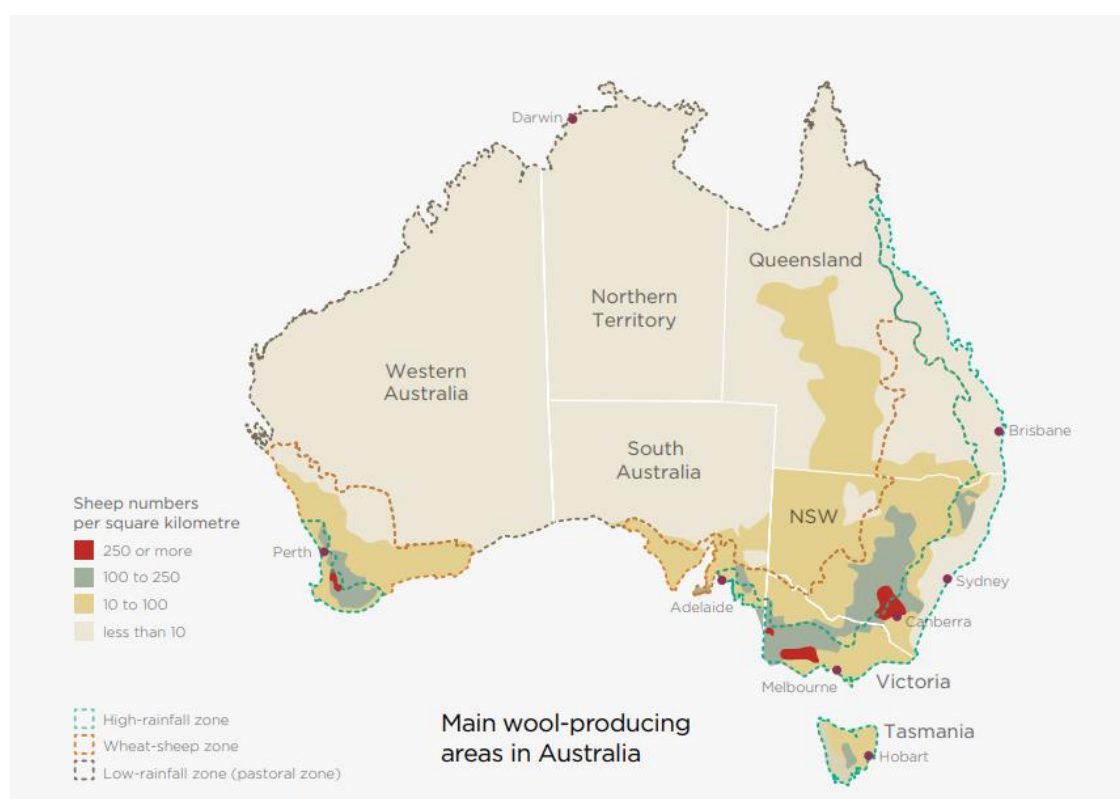 Darwin
Queensland
Northern
Territory
Western
Australia
South
Australia
Brisbane
NSW
Sheep numbers
per square kilometre
250 or more
100 to 250
10 to 100
less than 10
Perth
Adelaide
Sydney
Canberra
Melbourne
Victoria
High-rainfall zone
Wheat-sheep zone
Low-rainfall zone (pastoral zone)
Main wool-producing
areas in Australia
Tasmania
Hobart